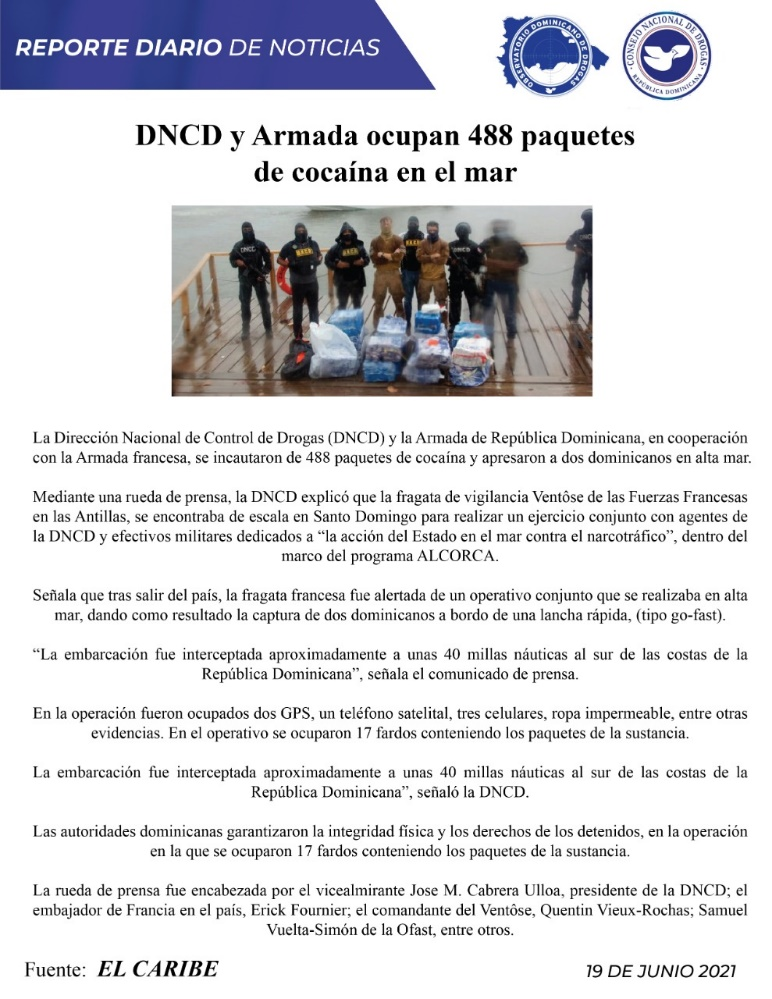 REPORTE DIARIO DE NOTICIAS
OBSERVATORIO DOMINICANO DE DROGAS
CONSEJO NACIONAL DE DROGAS
REPÚBLICA DOMINICANA
DNCD y Armada ocupan 488 paquetes
de cocaína en el mar
DNCD
DNCD
La Dirección Nacional de Control de Drogas (DNCD) y la Armada de República Dominicana, en cooperación
con la Armada francesa, se incautaron de 488 paquetes de cocaína y apresaron a dos dominicanos en alta mar.
Mediante una rueda de prensa, la DNCD explicó que la fragata de vigilancia Ventôse de las Fuerzas Francesas
en las Antillas, se encontraba de escala en Santo Domingo para realizar un ejercicio conjunto con agentes de
la DNCD y efectivos militares dedicados a “la acción del Estado en el mar contra el narcotráfico”, dentro del
marco del programa ALCORCA.
Señala que tras salir del país, la fragata francesa fue alertada de un operativo conjunto que se realizaba en alta
mar, dando como resultado la captura de dos dominicanos a bordo de una lancha rápida, (tipo go-fast).
“La embarcación fue interceptada aproximadamente a unas 40 millas náuticas al sur de las costas de la
República Dominicana”, señala el comunicado de prensa.
En la operación fueron ocupados dos GPS, un teléfono satelital, tres celulares, ropa impermeable, entre otras
evidencias. En el operativo se ocuparon 17 fardos conteniendo los paquetes de la sustancia.
La embarcación fue interceptada aproximadamente a unas 40 millas náuticas al sur de las costas de la
República Dominicana”, señaló la DNCD.
Las autoridades dominicanas garantizaron la integridad física y los derechos de los detenidos, en la operación
en la que se ocuparon 17 fardos conteniendo los paquetes de la sustancia.
La rueda de prensa fue encabezada por el vicealmirante Jose M. Cabrera Ulloa, presidente de la DNCD; el
embajador de Francia en el país, Erick Fournier; el comandante del Ventôse, Quentin Vieux-Rochas; Samuel
Vuelta-Simón de la Ofast, entre otros.
Fuente: EL CARIBE
19 DE JUNIO 2021